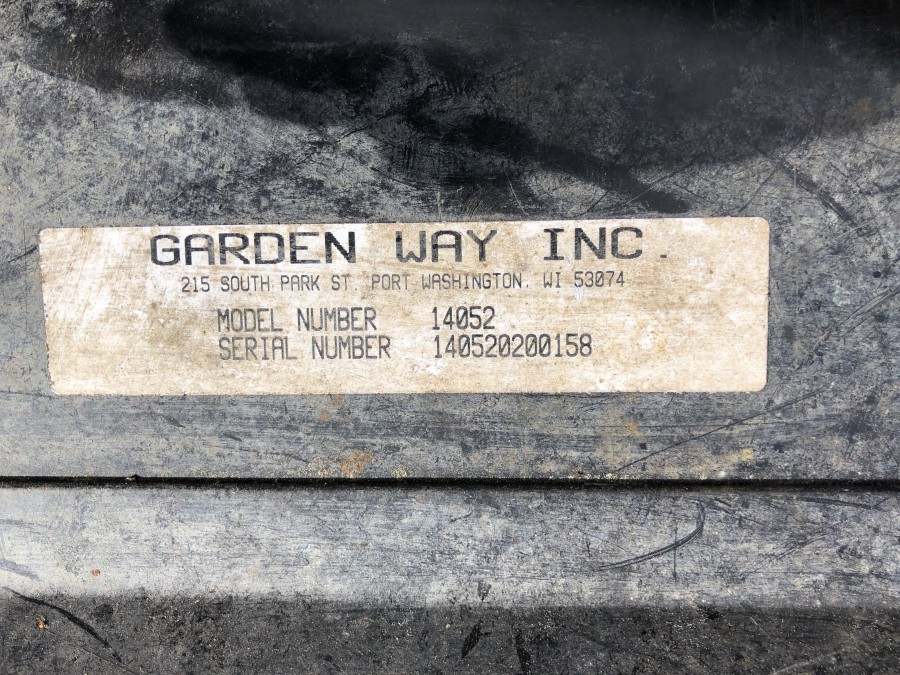 GARDEN WAY INC.
215 SOUTH PARK ST. PORT WASHINGTON, WI 53074
MODEL NUMBER 14052
SERIAL NUMBER 140520200158